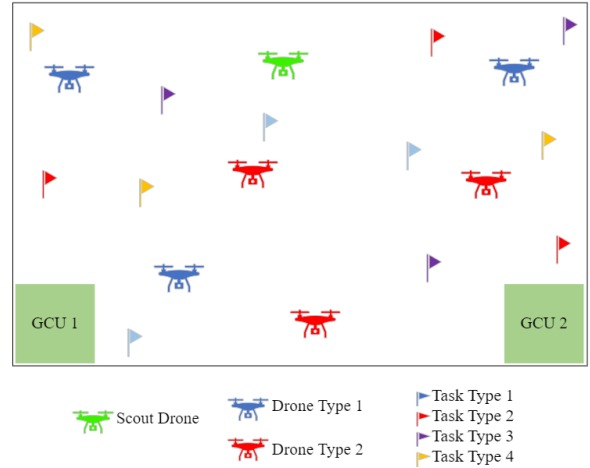 GCU 1
GCU 2
Scout Drone
Drone Type 1
Drone Type 2
Task Type 1
Task Type 2
Task Type 3
Task Type 4